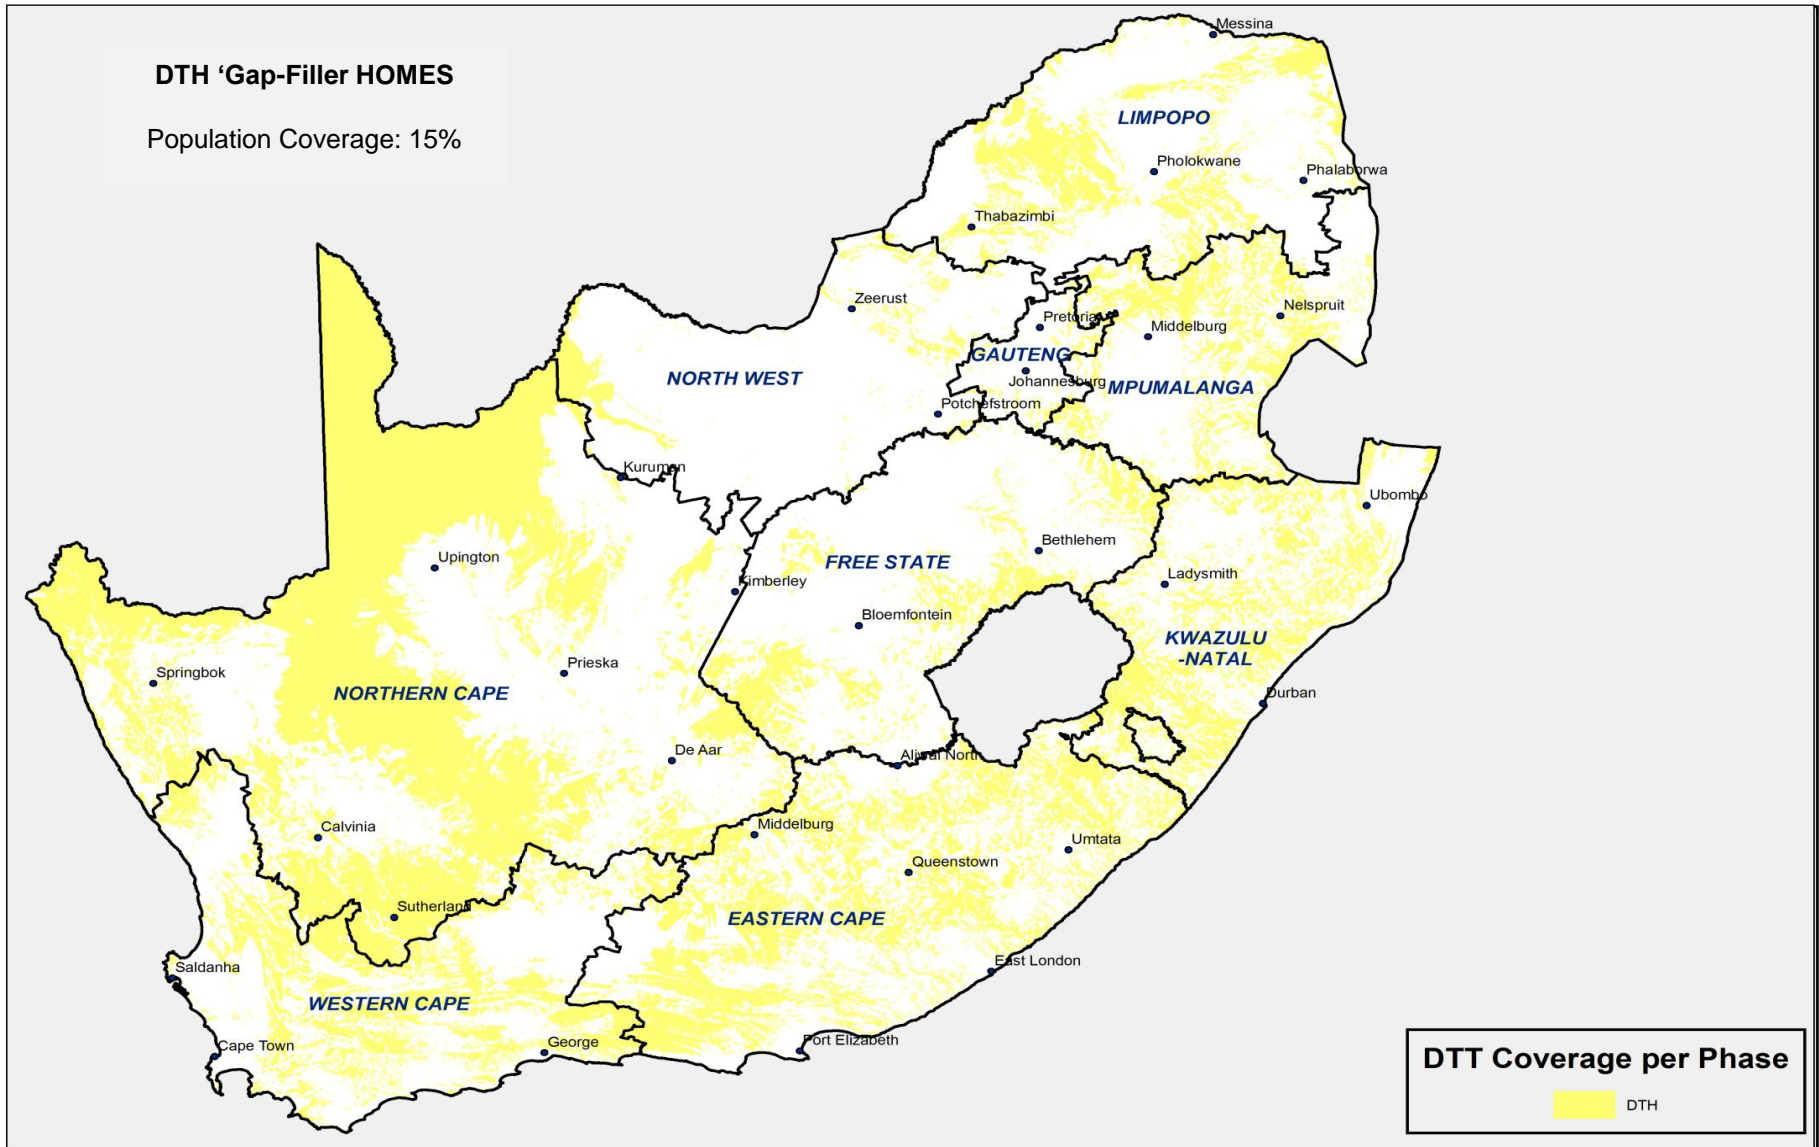 DTH ‘Gap-Filler HOMES
Population Coverage: 15%
Messina
LIMPOPO
Pholokwane
Phalaborwa
Thabazimbi
Zeerust
Pretoria
Middelburg
Nelspruit
GAUTENG
NORTH WEST
Johannesburg
MPUMALANGA
Potchefstroom
Kuruman
Ubombo
Bethlehem
Upington
FREE STATE
Kimberley
Ladysmith
Bloemfontein
KWAZULU
-NATAL
Prieska
Springbok
NORTHERN CAPE
Durban
De Aar
Aliwal North
Calvinia
Middelburg
Umtata
Queenstown
Sutherland
EASTERN CAPE
East London
Saldanha
WESTERN CAPE
Cape Town
George
Port Elizabeth
DTT Coverage per Phase
DTH